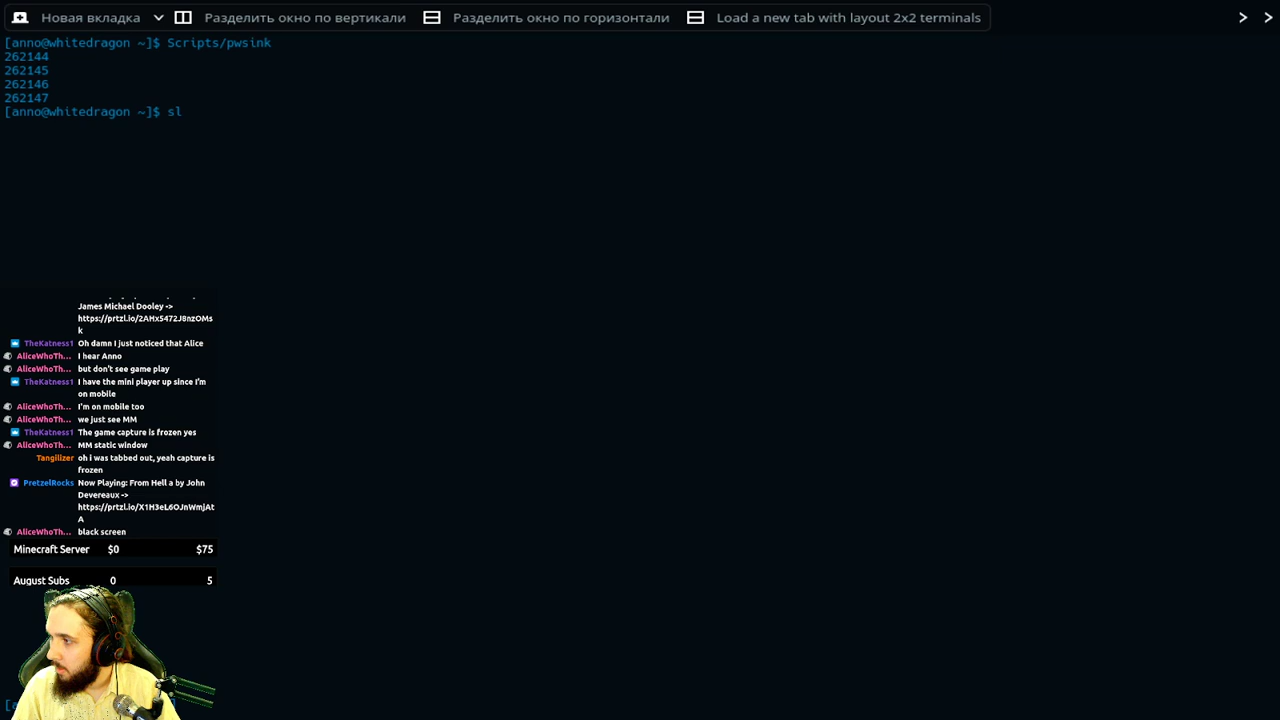 Новая вкладка Разделить окно по вертикали Разделить окно по горизонтали Load a new tab with layout 2x2 terminals
[anno@whitedragon ~]$ Scripts/pwsink
262144
262145
262146
262147
[anno@whitedragon ~]$ sl
James Michael Dooley ->
https://prtzl.io/2AHx5472J8nzOMs
k
TheKatness1 Oh damn I just noticed that Alice
AliceWhoTh... I hear Anno
AliceWhoTh... but don't see game play
TheKatness1 I have the mini player up since I'm
on mobile
AliceWhoTh... I'm on mobile too
AliceWhoTh... we just see MM
TheKatness1 The game capture is frozen yes
AliceWhoTh... MM static window
Tangilizer oh i was tabbed out, yeah capture is
frozen
PretzelRocks Now Playing: From Hell a by John
Devereaux ->
https://prtzl.io/X1H3eL6OJnWmjAt
A
AliceWhoTh... black screen
Minecraft Server $0 $75
August Subs 0 5